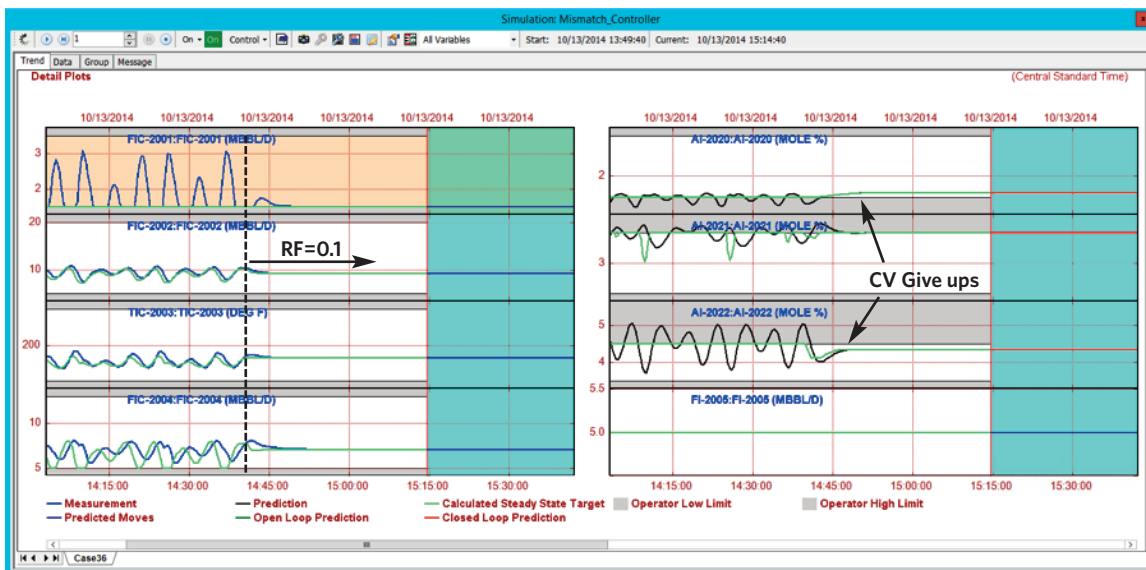 Simulation: Mismatch_Controller
x
1 On On Control All Variables Start: 10/13/2014 13:49:40 Current: 10/13/2014 15:14:40
Trend Data Group Message
Detail Plots
(Central Standard Time)
10/13/2014 10/13/2014 10/13/2014 10/13/2014 10/13/2014 10/13/2014
FIC-2001:FIC-2001 (MBBL/D)
3
2
FIC-2002:FIC-2002 (MBBL/D)
20
10
RF=0.1
TIC-2003:TIC-2003 (DEG F)
200
FIC-2004:FIC-2004 (MBBL/D)
10
5
14:15:00 14:30:00 14:45:00 15:00:00 15:15:00 15:30:00
10/13/2014 10/13/2014 10/13/2014 10/13/2014 10/13/2014 10/13/2014
AI-2020:AI-2020 (MOLE %)
2
AI-2021:AI-2021 (MOLE %)
3
CV Give ups
AI-2022:AI-2022 (MOLE %)
5
4
5.5
FI-2005:FI-2005 (MBBL/D)
5.0
14:15:00 14:30:00 14:45:00 15:00:00 15:15:00 15:30:00
Measurement Prediction Calculated Steady State Target Operator Low Limit Operator High Limit
Predicted Moves Open Loop Prediction Closed Loop Prediction
Case36